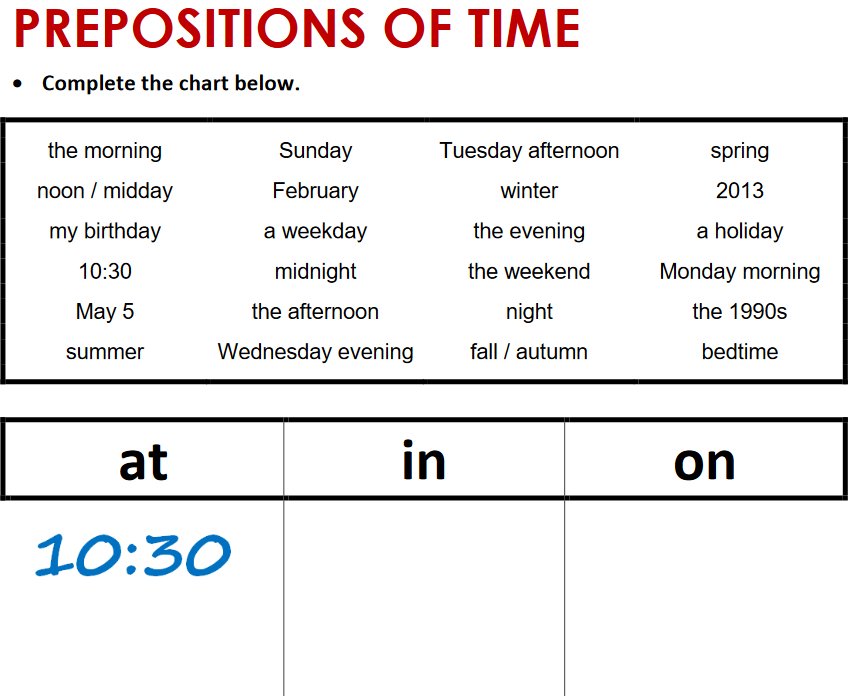 PREPOSITIONS OF TIME
• Complete the chart below.
the morning Sunday Tuesday afternoon spring
noon / midday February winter 2013
my birthday a weekday the evening a holiday
10:30 midnight the weekend Monday morning
May 5 the afternoon night the 1990s
summer Wednesday evening fall / autumn bedtime
at in on
10:30